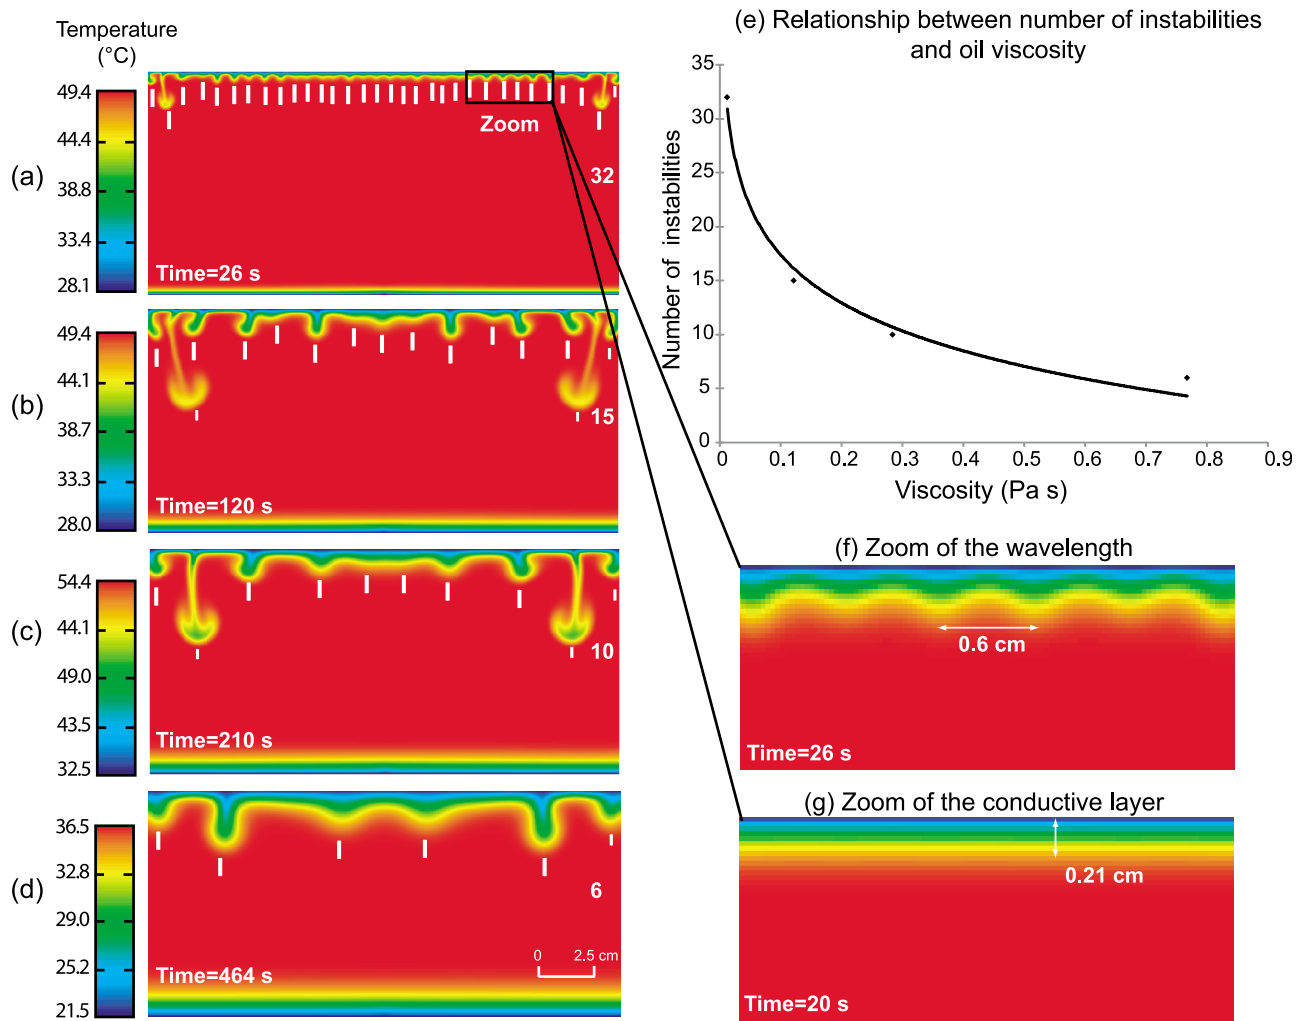 Temperature
(°C)
(a)
49.4
44.4
38.8
33.4
28.1
Zoom
32
Time=26 s
(b)
49.4
44.1
38.7
33.3
28.0
15
Time=120 s
(c)
54.4
44.1
49.0
43.5
32.5
10
Time=210 s
(d)
36.5
32.8
29.0
25.2
21.5
6
0 2.5 cm
Time=464 s
(e) Relationship between number of instabilities
and oil viscosity
Number of instabilities
35
30
25
20
15
10
5
0
0 0.1 0.2 0.3 0.4 0.5 0.6 0.7 0.8 0.9
Viscosity (Pa s)
(f) Zoom of the wavelength
0.6 cm
Time=26 s
(g) Zoom of the conductive layer
0.21 cm
Time=20 s